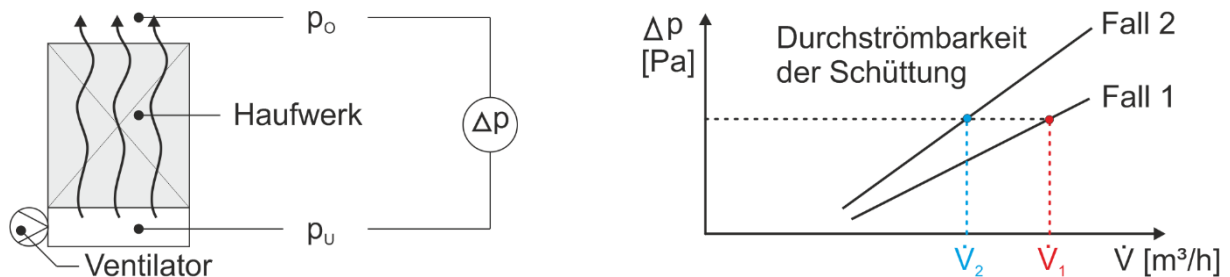 pO
Haufwerk
Δp
pU
Ventilator
Δp
[Pa]
Durchströmbarkeit
der Schüttung
Fall 2
Fall 1
V̇2
V̇1
V̇ [m³/h]